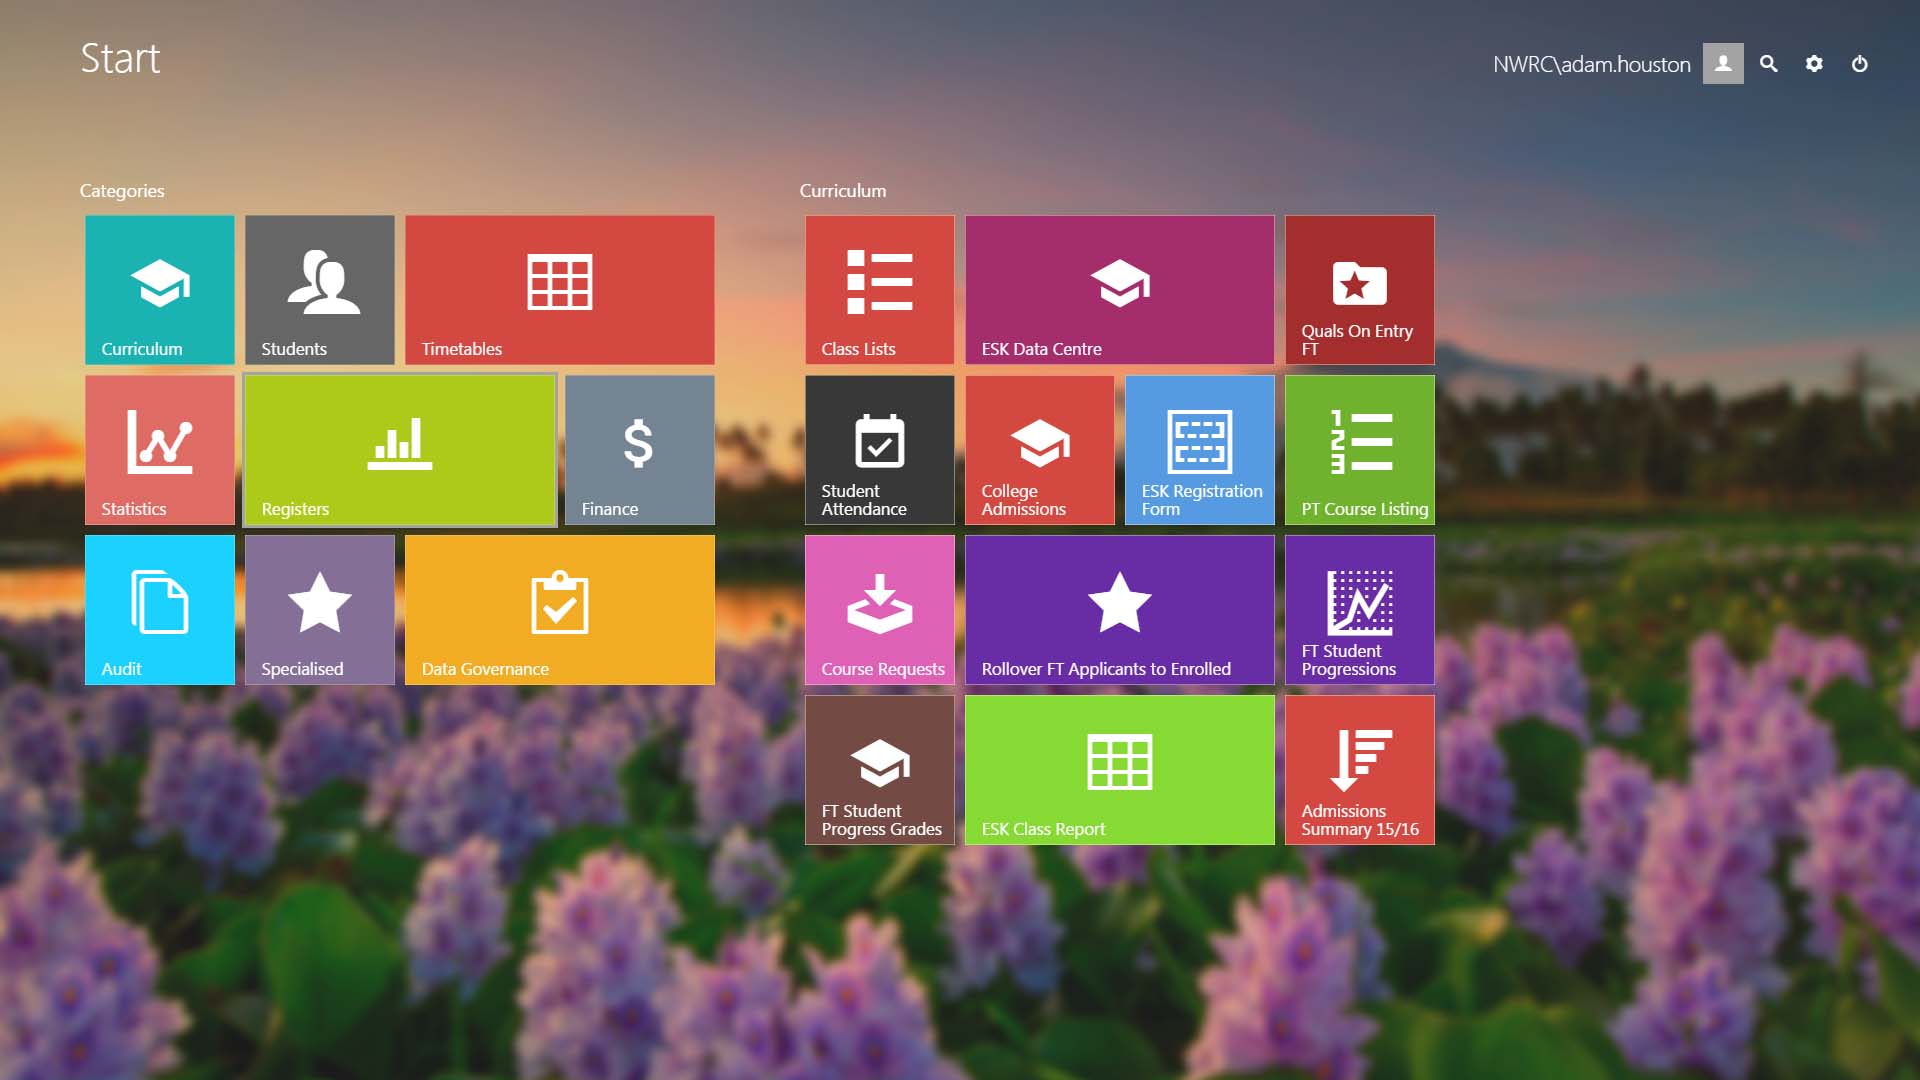 Start
NWRC\adam.houston
Categories
Curriculum
Students
Timetables
Statistics
Registers
Finance
Audit
Specialised
Data Governance
Curriculum
Class Lists
ESK Data Centre
Quals On Entry
FT
Student
Attendance
College
Admissions
ESK Registration
Form
PT Course Listing
Course Requests
Rollover FT Applicants to Enrolled
FT Student
Progressions
FT Student
Progress Grades
ESK Class Report
Admissions
Summary 15/16